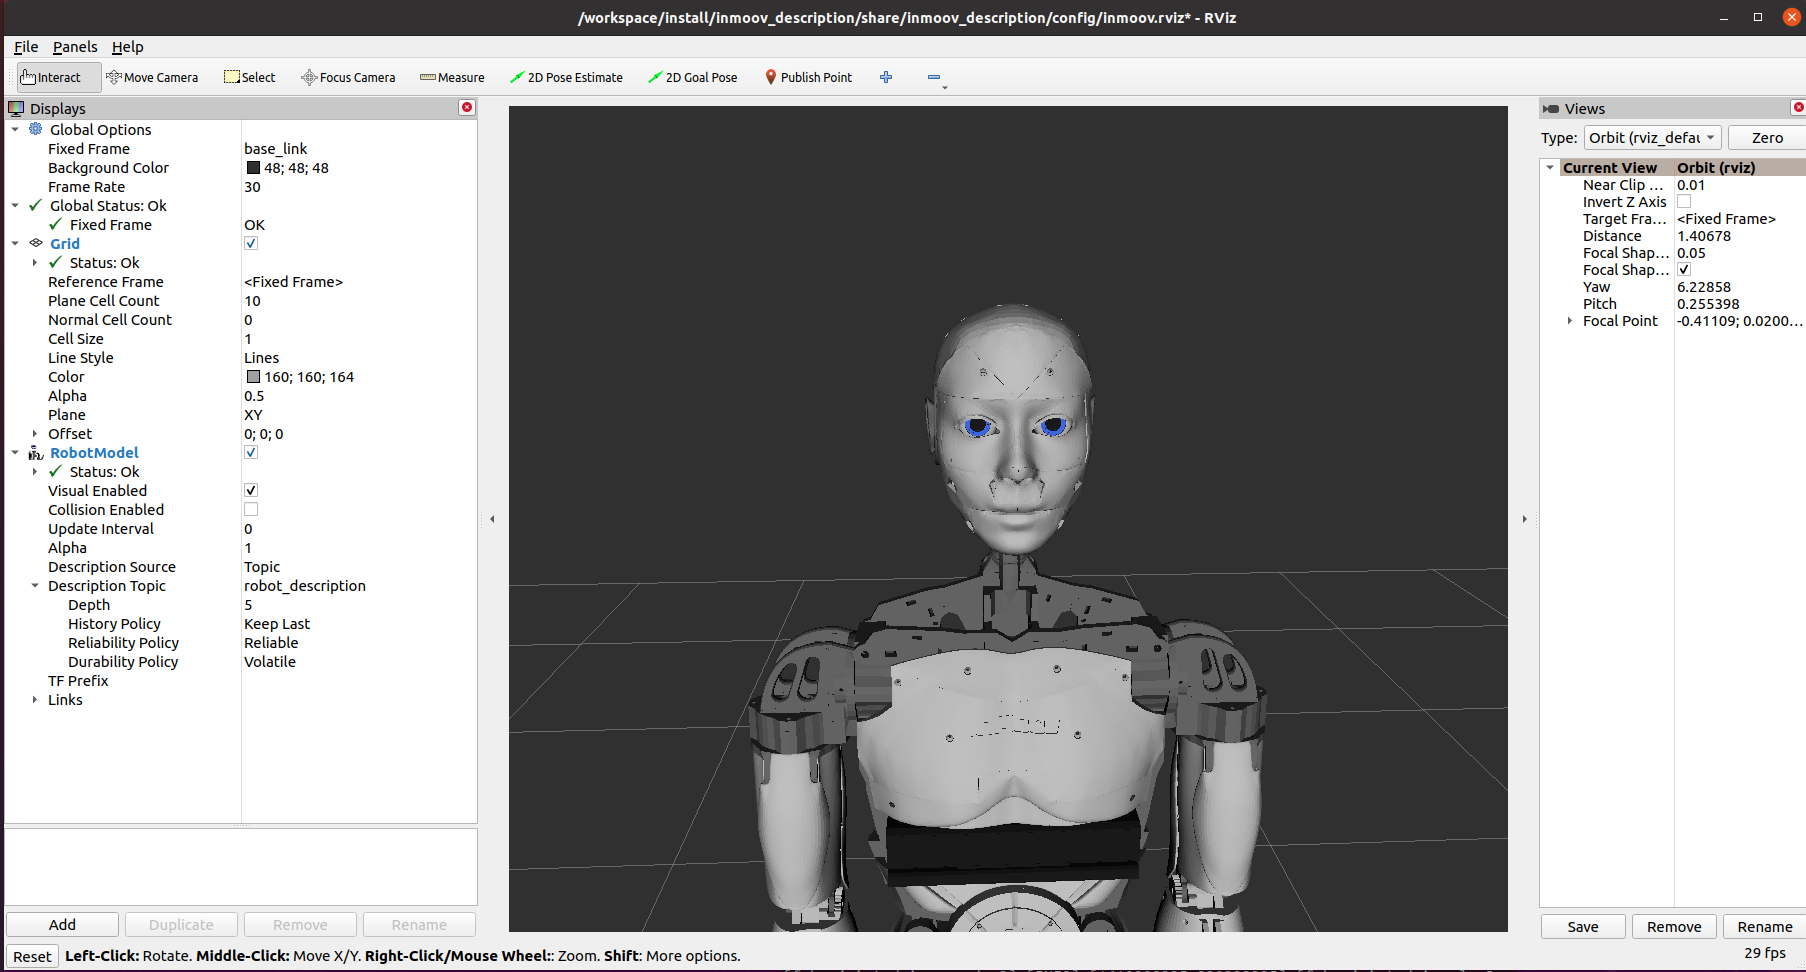 /workspace/install/inmoov_description/share/inmoov_description/config/inmoov.rviz* - RViz
File Panels Help
Interact Move Camera Select Focus Camera Measure 2D Pose Estimate 2D Goal Pose Publish Point
Displays
Global Options
Fixed Frame base_link
Background Color 48; 48; 48
Frame Rate 30
Global Status: Ok
Fixed Frame OK
Grid
Status: Ok
Reference Frame <Fixed Frame>
Plane Cell Count 10
Normal Cell Count 0
Cell Size 1
Line Style Lines
Color 160; 160; 164
Alpha 0.5
Plane XY
Offset 0; 0; 0
RobotModel
Status: Ok
Visual Enabled
Collision Enabled
Update Interval 0
Alpha 1
Description Source Topic
Description Topic robot_description
Depth 5
History Policy Keep Last
Reliability Policy Reliable
Durability Policy Volatile
TF Prefix
Links
Add Duplicate Remove Rename
Views
Type: Orbit (rviz_defau Zero
Current View Orbit (rviz)
Near Clip ... 0.01
Invert Z Axis
Target Fra... <Fixed Frame>
Distance 1.40678
Focal Shap... 0.05
Focal Shap...
Yaw 6.22858
Pitch 0.255398
Focal Point -0.41109; 0.0200...
Save Remove Rename
Reset Left-Click: Rotate. Middle-Click: Move X/Y. Right-Click/Mouse Wheel:: Zoom. Shift: More options.
29 fps